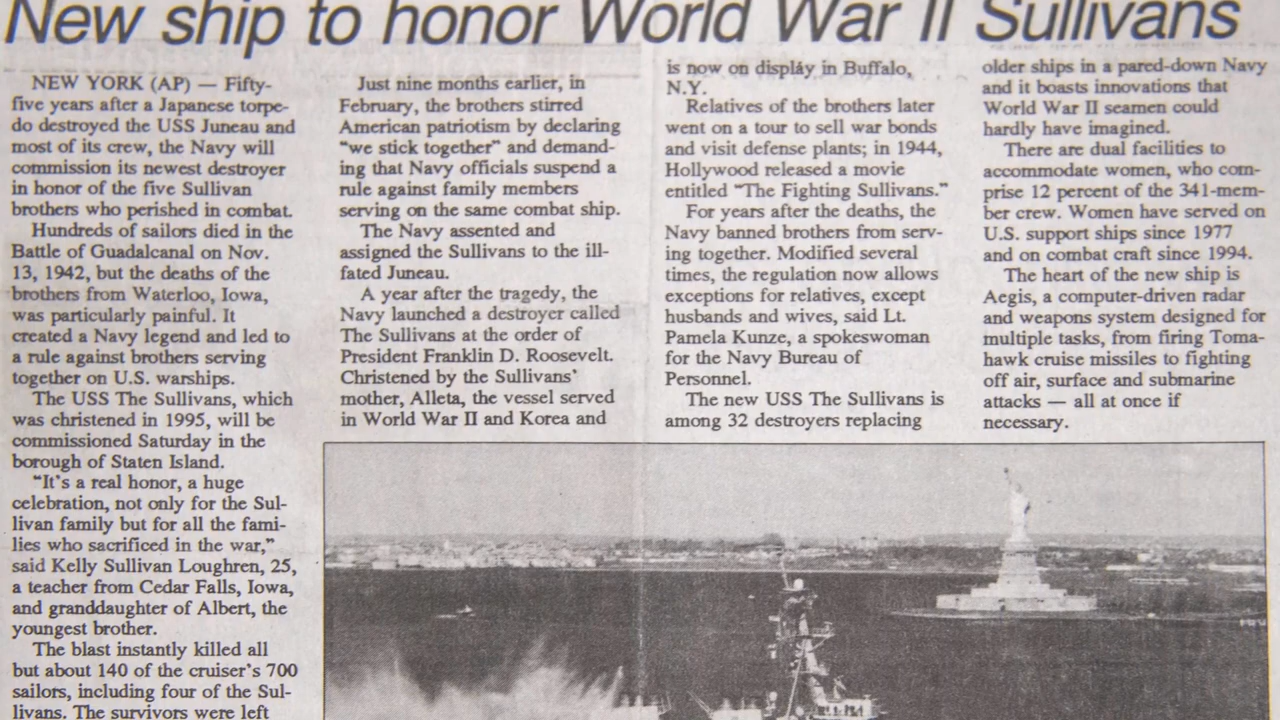 New ship to honor World War II Sullivans
NEW YORK (AP) — Fifty-
five years after a Japanese torpe-
do destroyed the USS Juneau and
most of its crew, the Navy will
commission its newest destroyer
in honor of the five Sullivan
brothers who perished in combat.
Hundreds of sailors died in the
Battle of Guadalcanal on Nov.
13, 1942, but the deaths of the
brothers from Waterloo, Iowa,
was particularly painful. It
created a Navy legend and led to
a rule against brothers serving
together on U.S. warships.
The USS The Sullivans, which
was christened in 1995, will be
commissioned Saturday in the
borough of Staten Island.
"It's a real honor, a huge
celebration, not only for the Sul-
livan family but for all the fami-
lies who sacrificed in the war,"
said Kelly Sullivan Loughren, 25,
a teacher from Cedar Falls, Iowa,
and granddaughter of Albert, the
youngest brother.
The blast instantly killed all
but about 140 of the cruiser's 700
sailors, including four of the Sul-
livans. The survivors were left
Just nine months earlier, in
February, the brothers stirred
American patriotism by declaring
"we stick together" and demand-
ing that Navy officials suspend a
rule against family members
serving on the same combat ship.
The Navy assented and
assigned the Sullivans to the ill-
fated Juneau.
A year after the tragedy, the
Navy launched a destroyer called
The Sullivans at the order of
President Franklin D. Roosevelt.
Christened by the Sullivans'
mother, Alleta, the vessel served
in World War II and Korea and
is now on display in Buffalo,
N.Y.
Relatives of the brothers later
went on a tour to sell war bonds
and visit defense plants; in 1944,
Hollywood released a movie
entitled "The Fighting Sullivans."
For years after the deaths, the
Navy banned brothers from serv-
ing together. Modified several
times, the regulation now allows
exceptions for relatives, except
husbands and wives, said Lt.
Pamela Kunze, a spokeswoman
for the Navy Bureau of
Personnel.
The new USS The Sullivans is
among 32 destroyers replacing
older ships in a pared-down Navy
and it boasts innovations that
World War II seamen could
hardly have imagined.
There are dual facilities to
accommodate women, who com-
prise 12 percent of the 341-mem-
ber crew. Women have served on
U.S. support ships since 1977
and on combat craft since 1994.
The heart of the new ship is
Aegis, a computer-driven radar
and weapons system designed for
multiple tasks, from firing Toma-
hawk cruise missiles to fighting
off air, surface and submarine
attacks — all at once if
necessary.